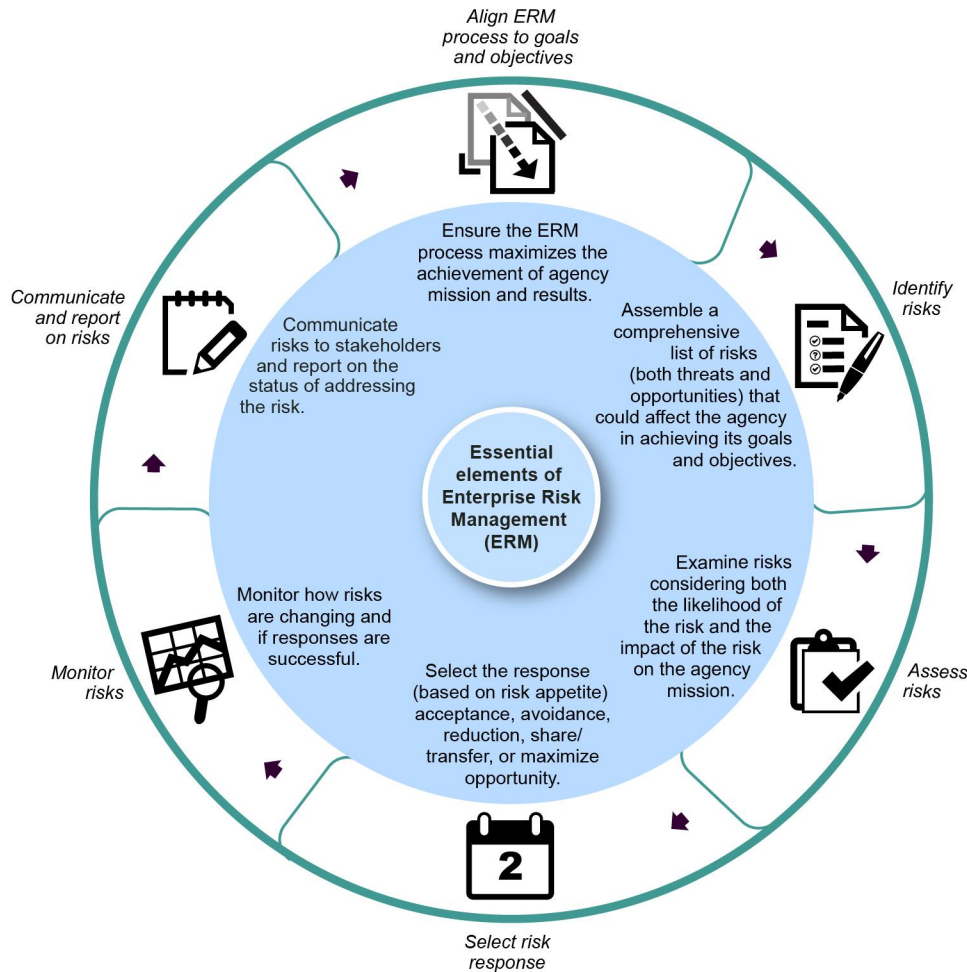 Align ERM
process to goals
and objectives
Ensure the ERM
process maximizes the
achievement of agency
mission and results.
Identify
risks
Assemble a
comprehensive
list of risks
(both threats and
opportunities) that
could affect the agency
in achieving its goals
and objectives.
Assess
risks
Examine risks
considering both
the likelihood of
the risk and the
impact of the risk
on the agency
mission.
Select the response
(based on risk appetite)
acceptance, avoidance,
reduction, share/
transfer, or maximize
opportunity.
2
Select risk
response
Monitor
risks
Monitor how risks
are changing and
if responses are
successful.
Communicate
and report
on risks
Communicate
risks to stakeholders
and report on the
status of addressing
the risk.
Essential
elements of
Enterprise Risk
Management
(ERM)